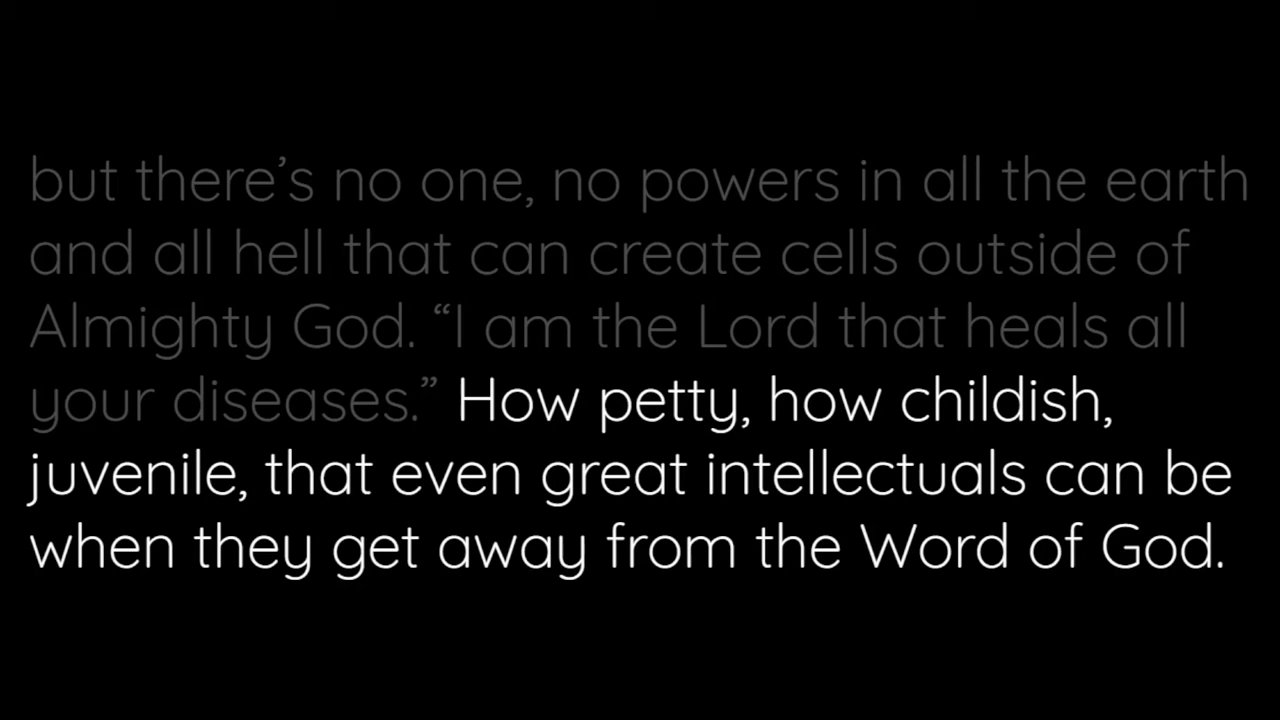 but there’s no one, no powers in all the earth
and all hell that can create cells outside of
Almighty God. “I am the Lord that heals all
your diseases.” How petty, how childish,
juvenile, that even great intellectuals can be
when they get away from the Word of God.